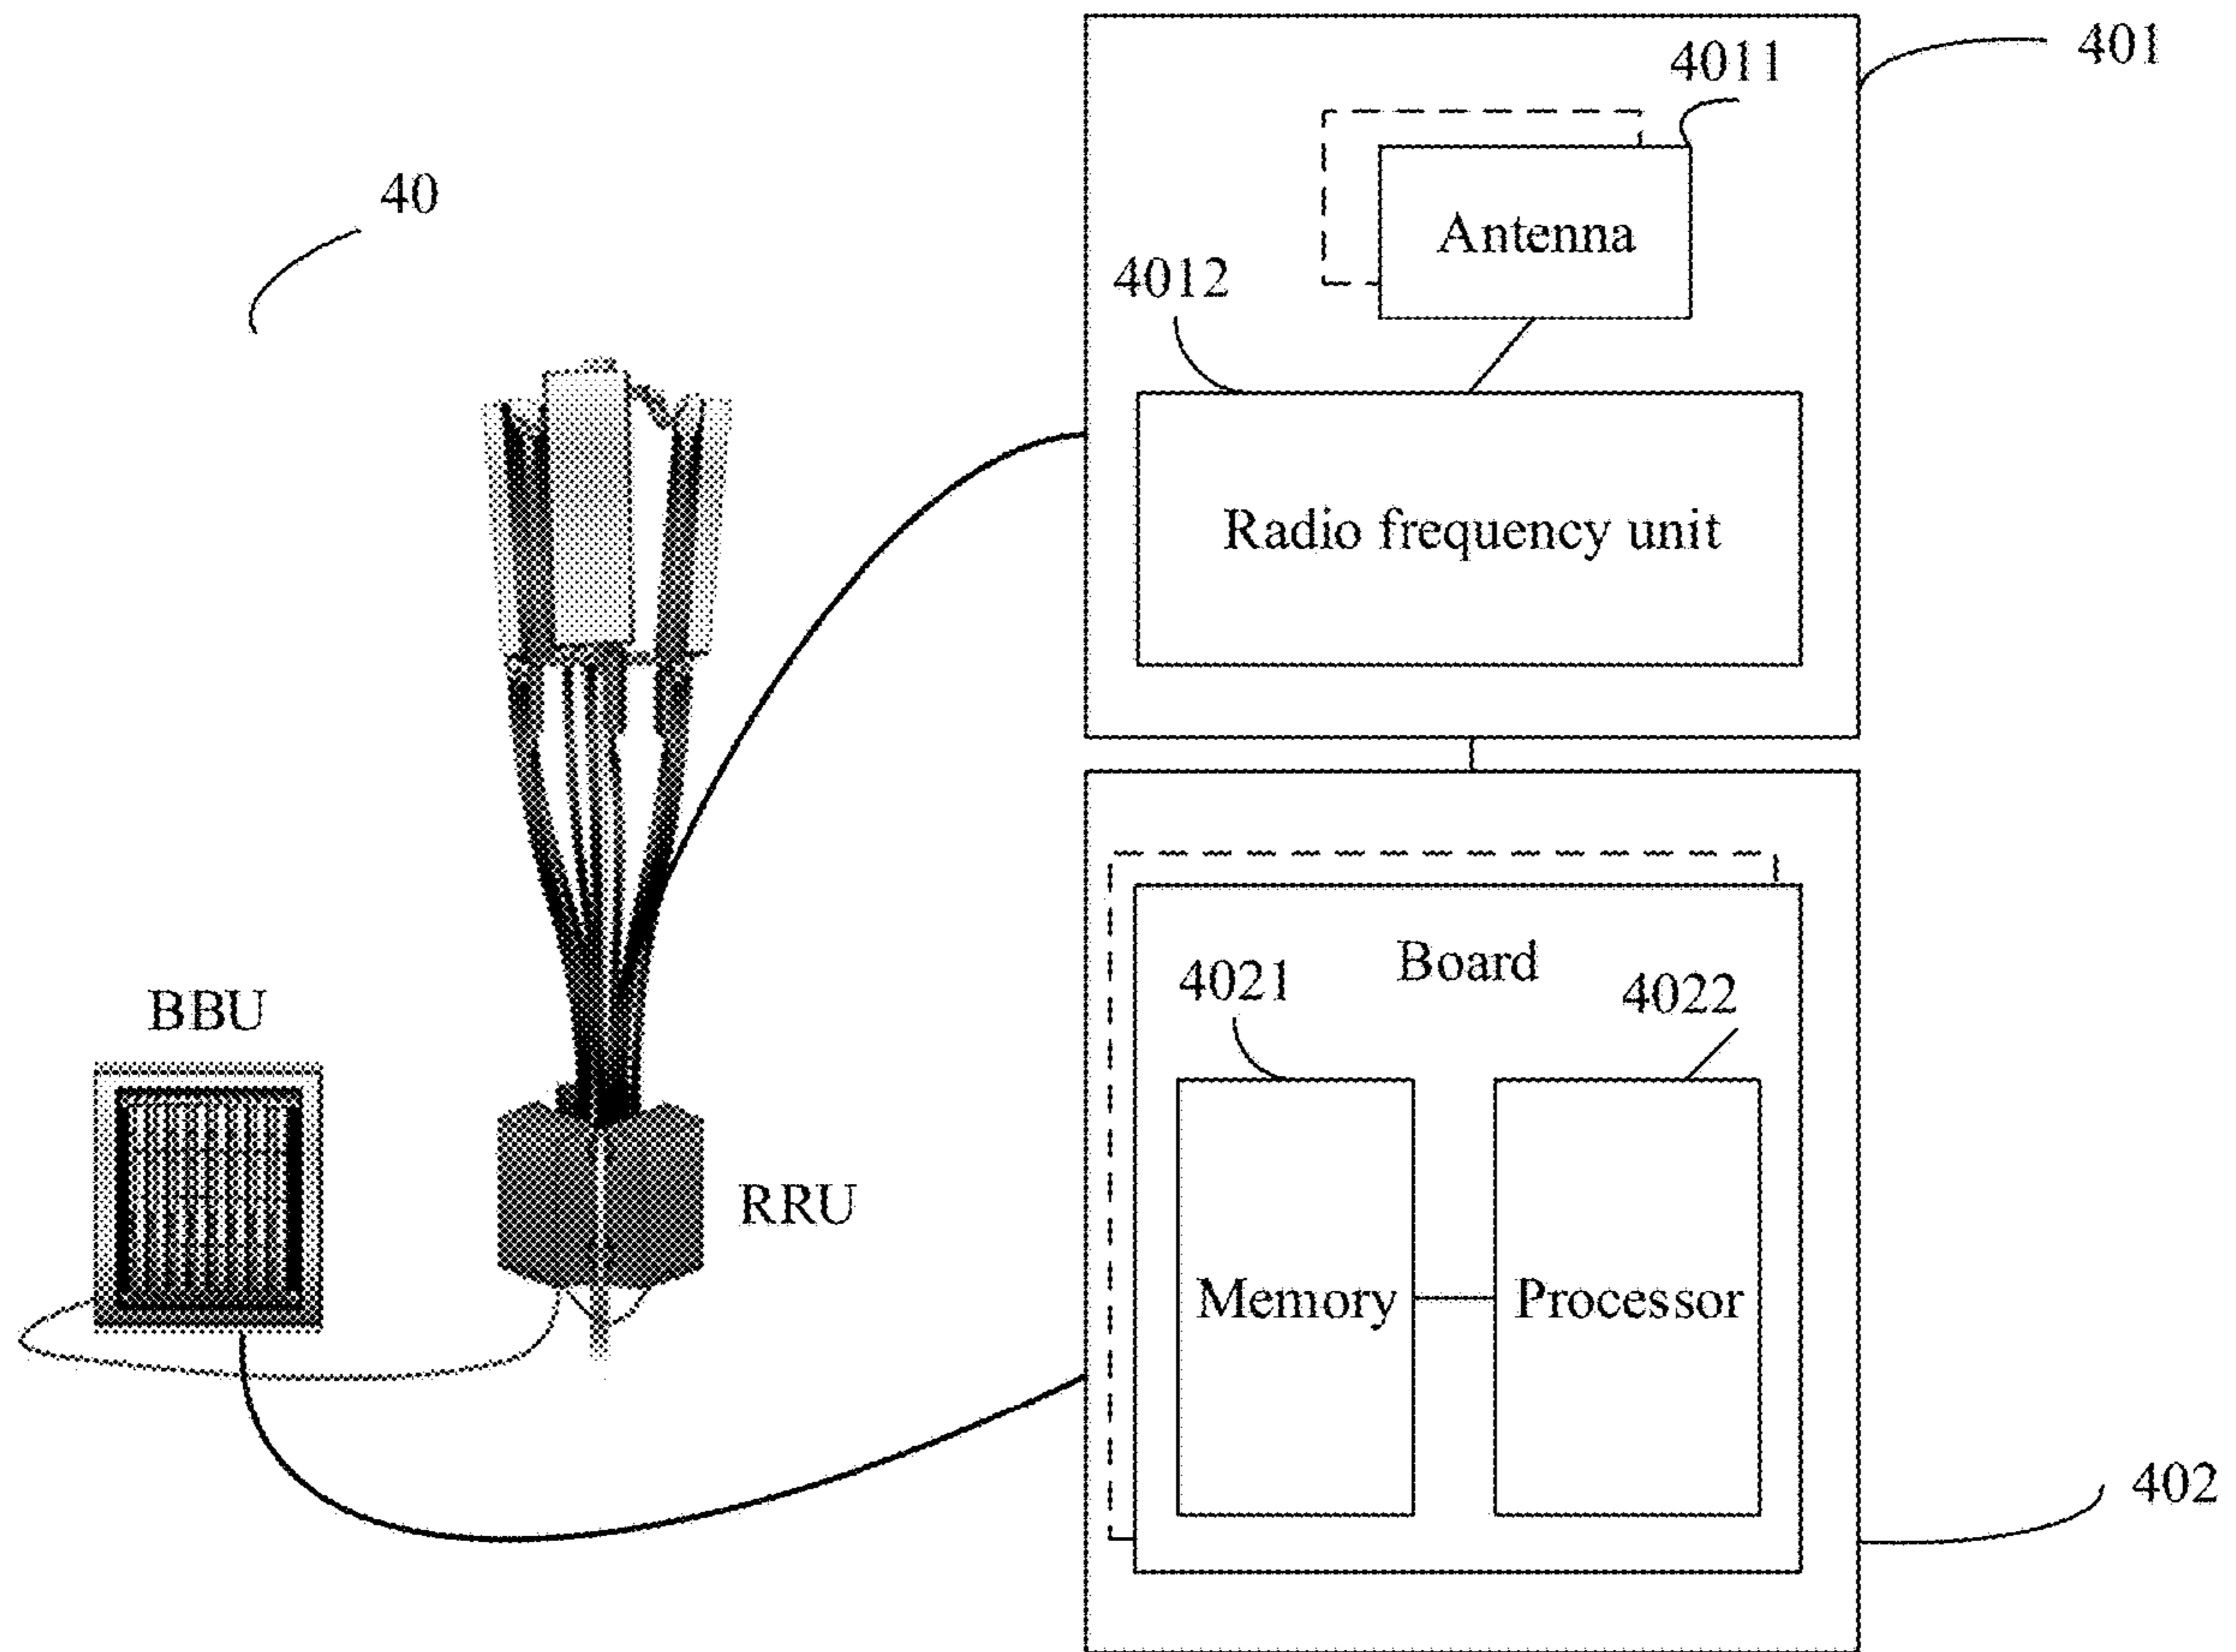 401
4011
40
Antenna
4012
Radio frequency unit
Board
4021
4022
BBU
RRU
Memory
Processor
402